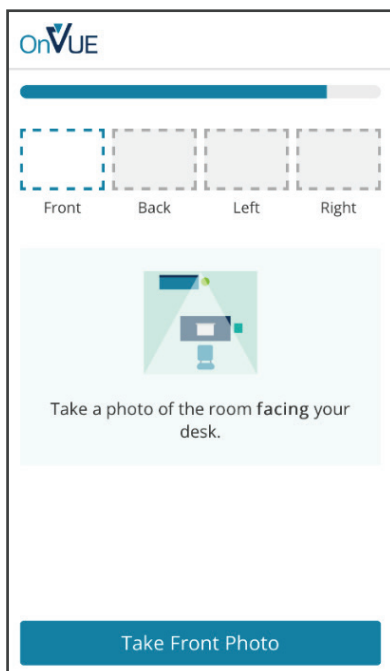 OnVUE
Front Back Left Right
Take a photo of the room facing your
desk.
Take Front Photo